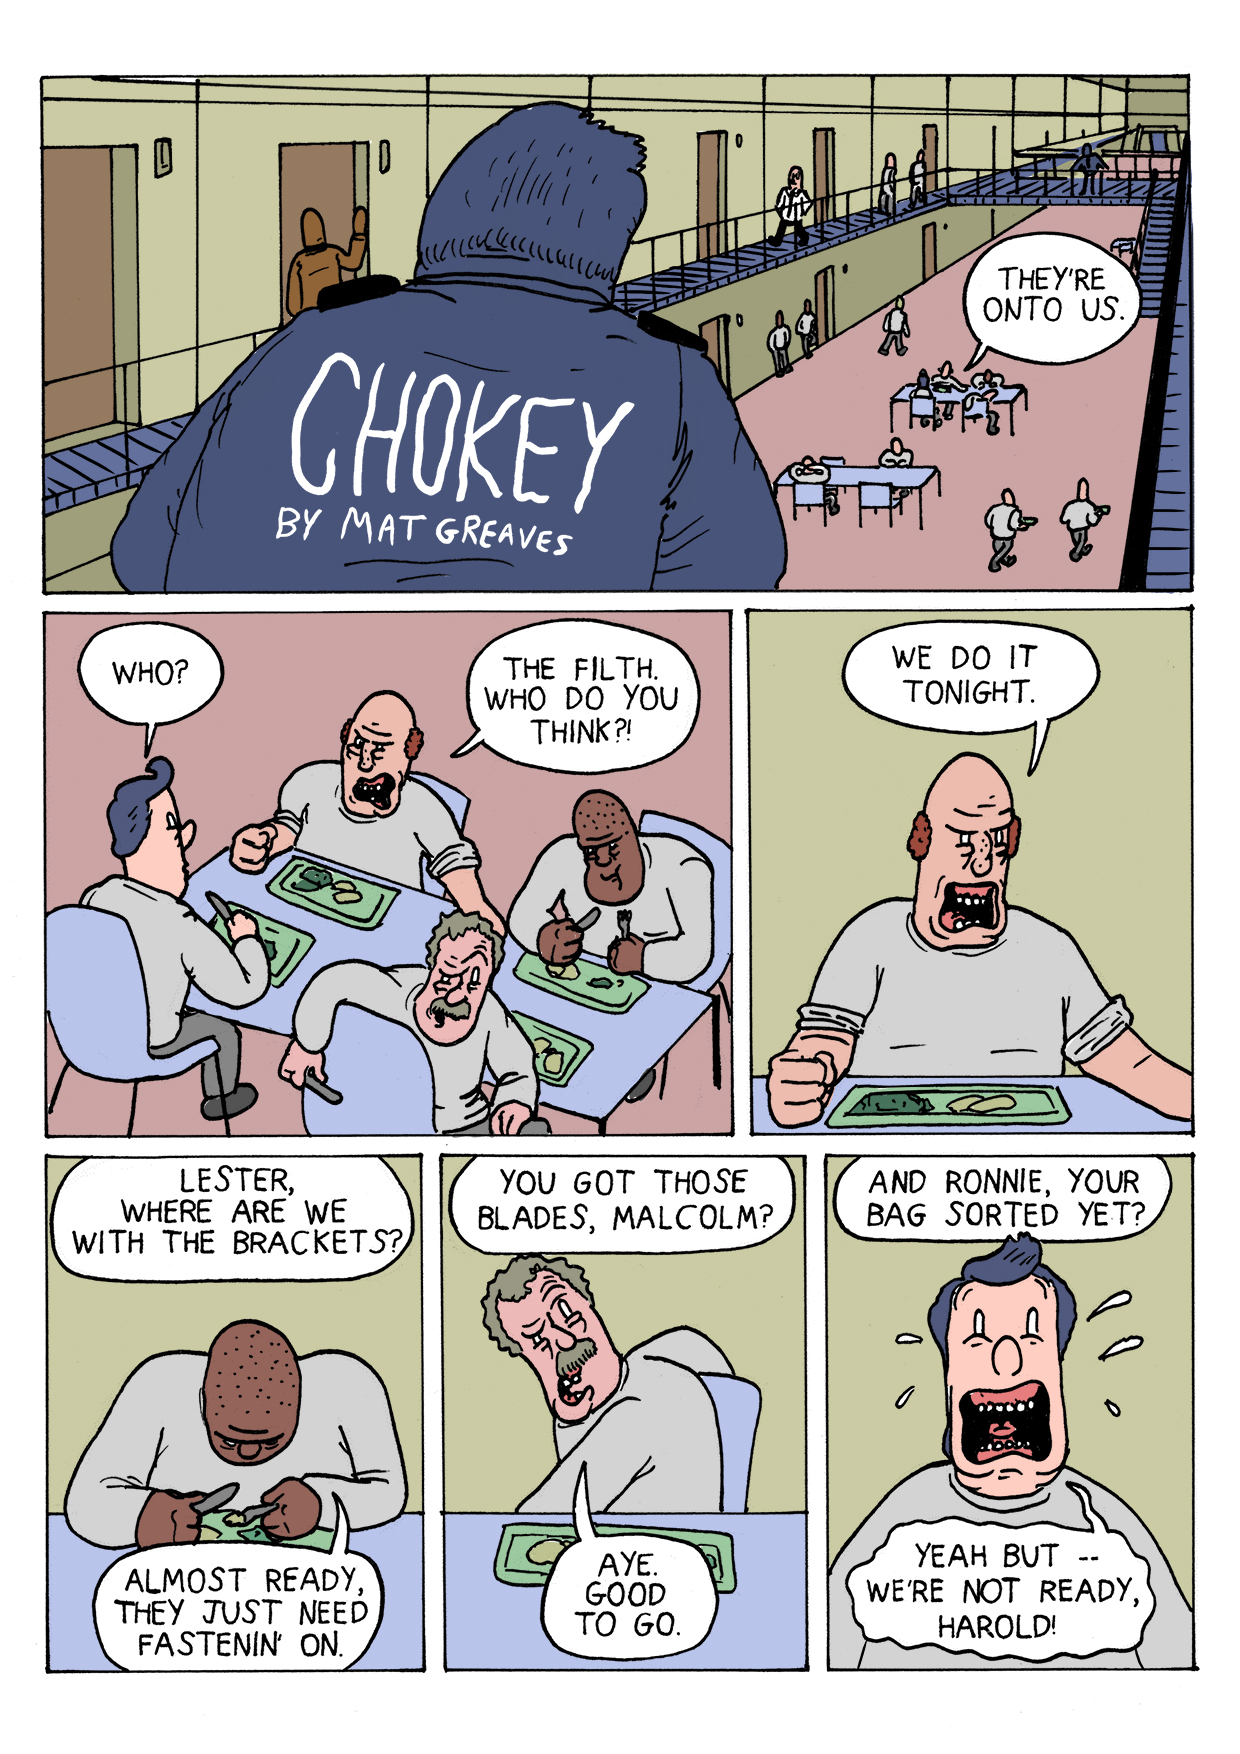 THEY'RE
ONTO US.
CHOKEY
BY MAT GREAVES
WHO?
THE FILTH.
WHO DO YOU
THINK?!
WE DO IT
TONIGHT.
LESTER,
WHERE ARE WE
WITH THE BRACKETS?
ALMOST READY,
THEY JUST NEED
FASTENIN' ON.
YOU GOT THOSE
BLADES, MALCOLM?
AYE.
GOOD
TO GO.
AND RONNIE, YOUR
BAG SORTED YET?
YEAH BUT --
WE'RE NOT READY,
HAROLD!